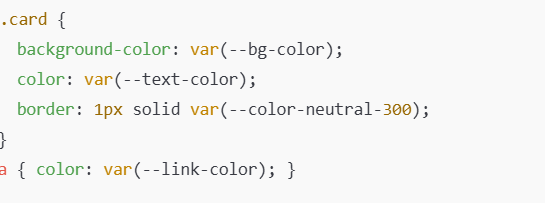 .card {
  background-color: var(--bg-color);
  color: var(--text-color);
  border: 1px solid var(--color-neutral-300);
}
a { color: var(--link-color); }